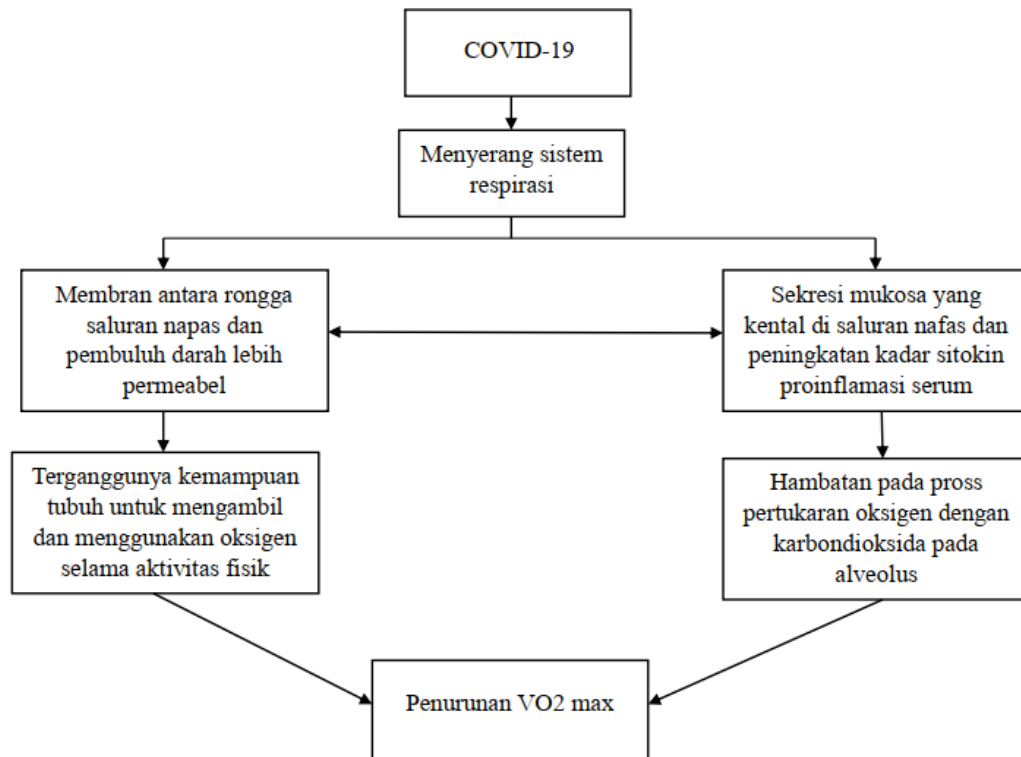 COVID-19
Menyerang sistem
respirasi
Membran antara rongga
saluran napas dan
pembuluh darah lebih
permeabel
Sekresi mukosa yang
kental di saluran nafas dan
peningkatan kadar sitokin
proinflamasi serum
Terganggunya kemampuan
tubuh untuk mengambil
dan menggunakan oksigen
selama aktivitas fisik
Hambatan pada pross
pertukaran oksigen dengan
karbondioksida pada
alveolus
Penurunan VO2 max